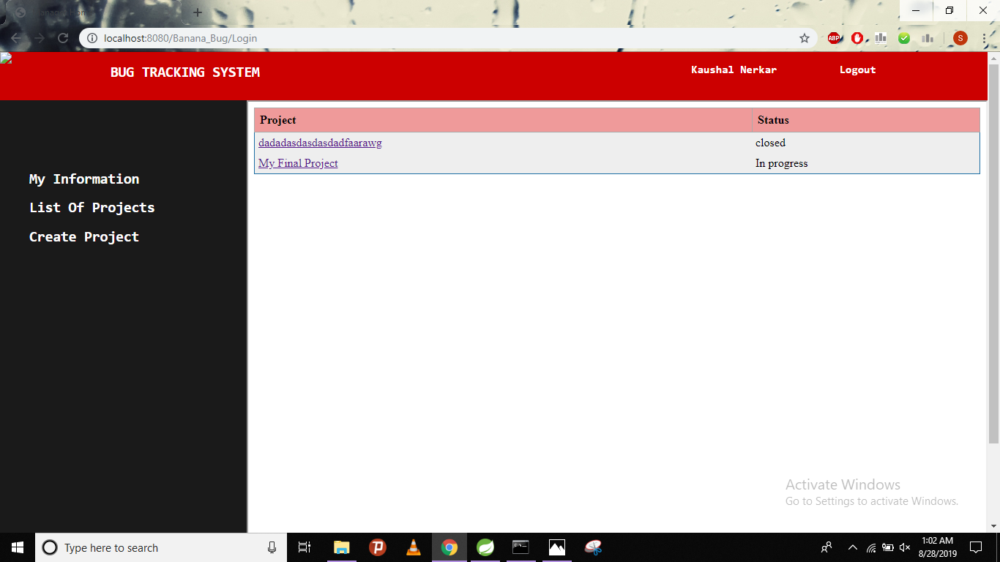 localhost:8080/Banana_Bug/Login
ABP
S
BUG TRACKING SYSTEM
Kaushal Nerkar
Logout
My Information
List Of Projects
Create Project
Project Status
dadadasdasdasdadfaarawg closed
My Final Project In progress
Activate Windows
Go to Settings to activate Windows.
Type here to search
1:02 AM
8/28/2019